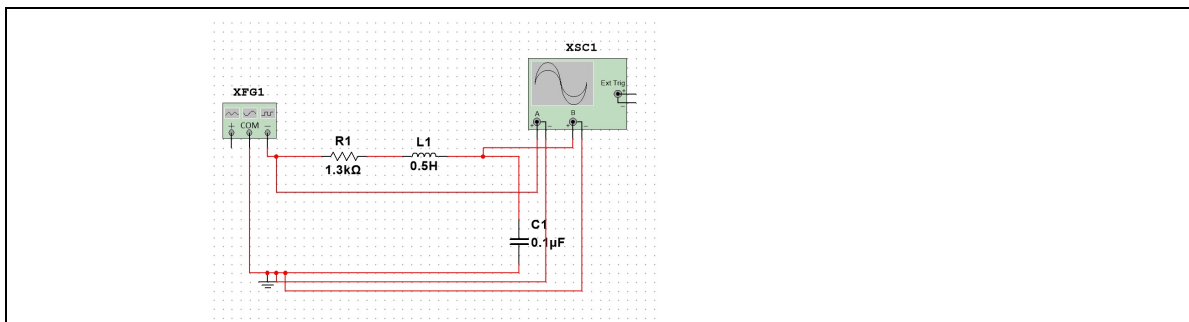 XSC1
Ext Trig
+
−
A
B
+ − + −
XFG1
+ COM −
R1
L1
1.3kΩ
0.5H
C1
0.1µF